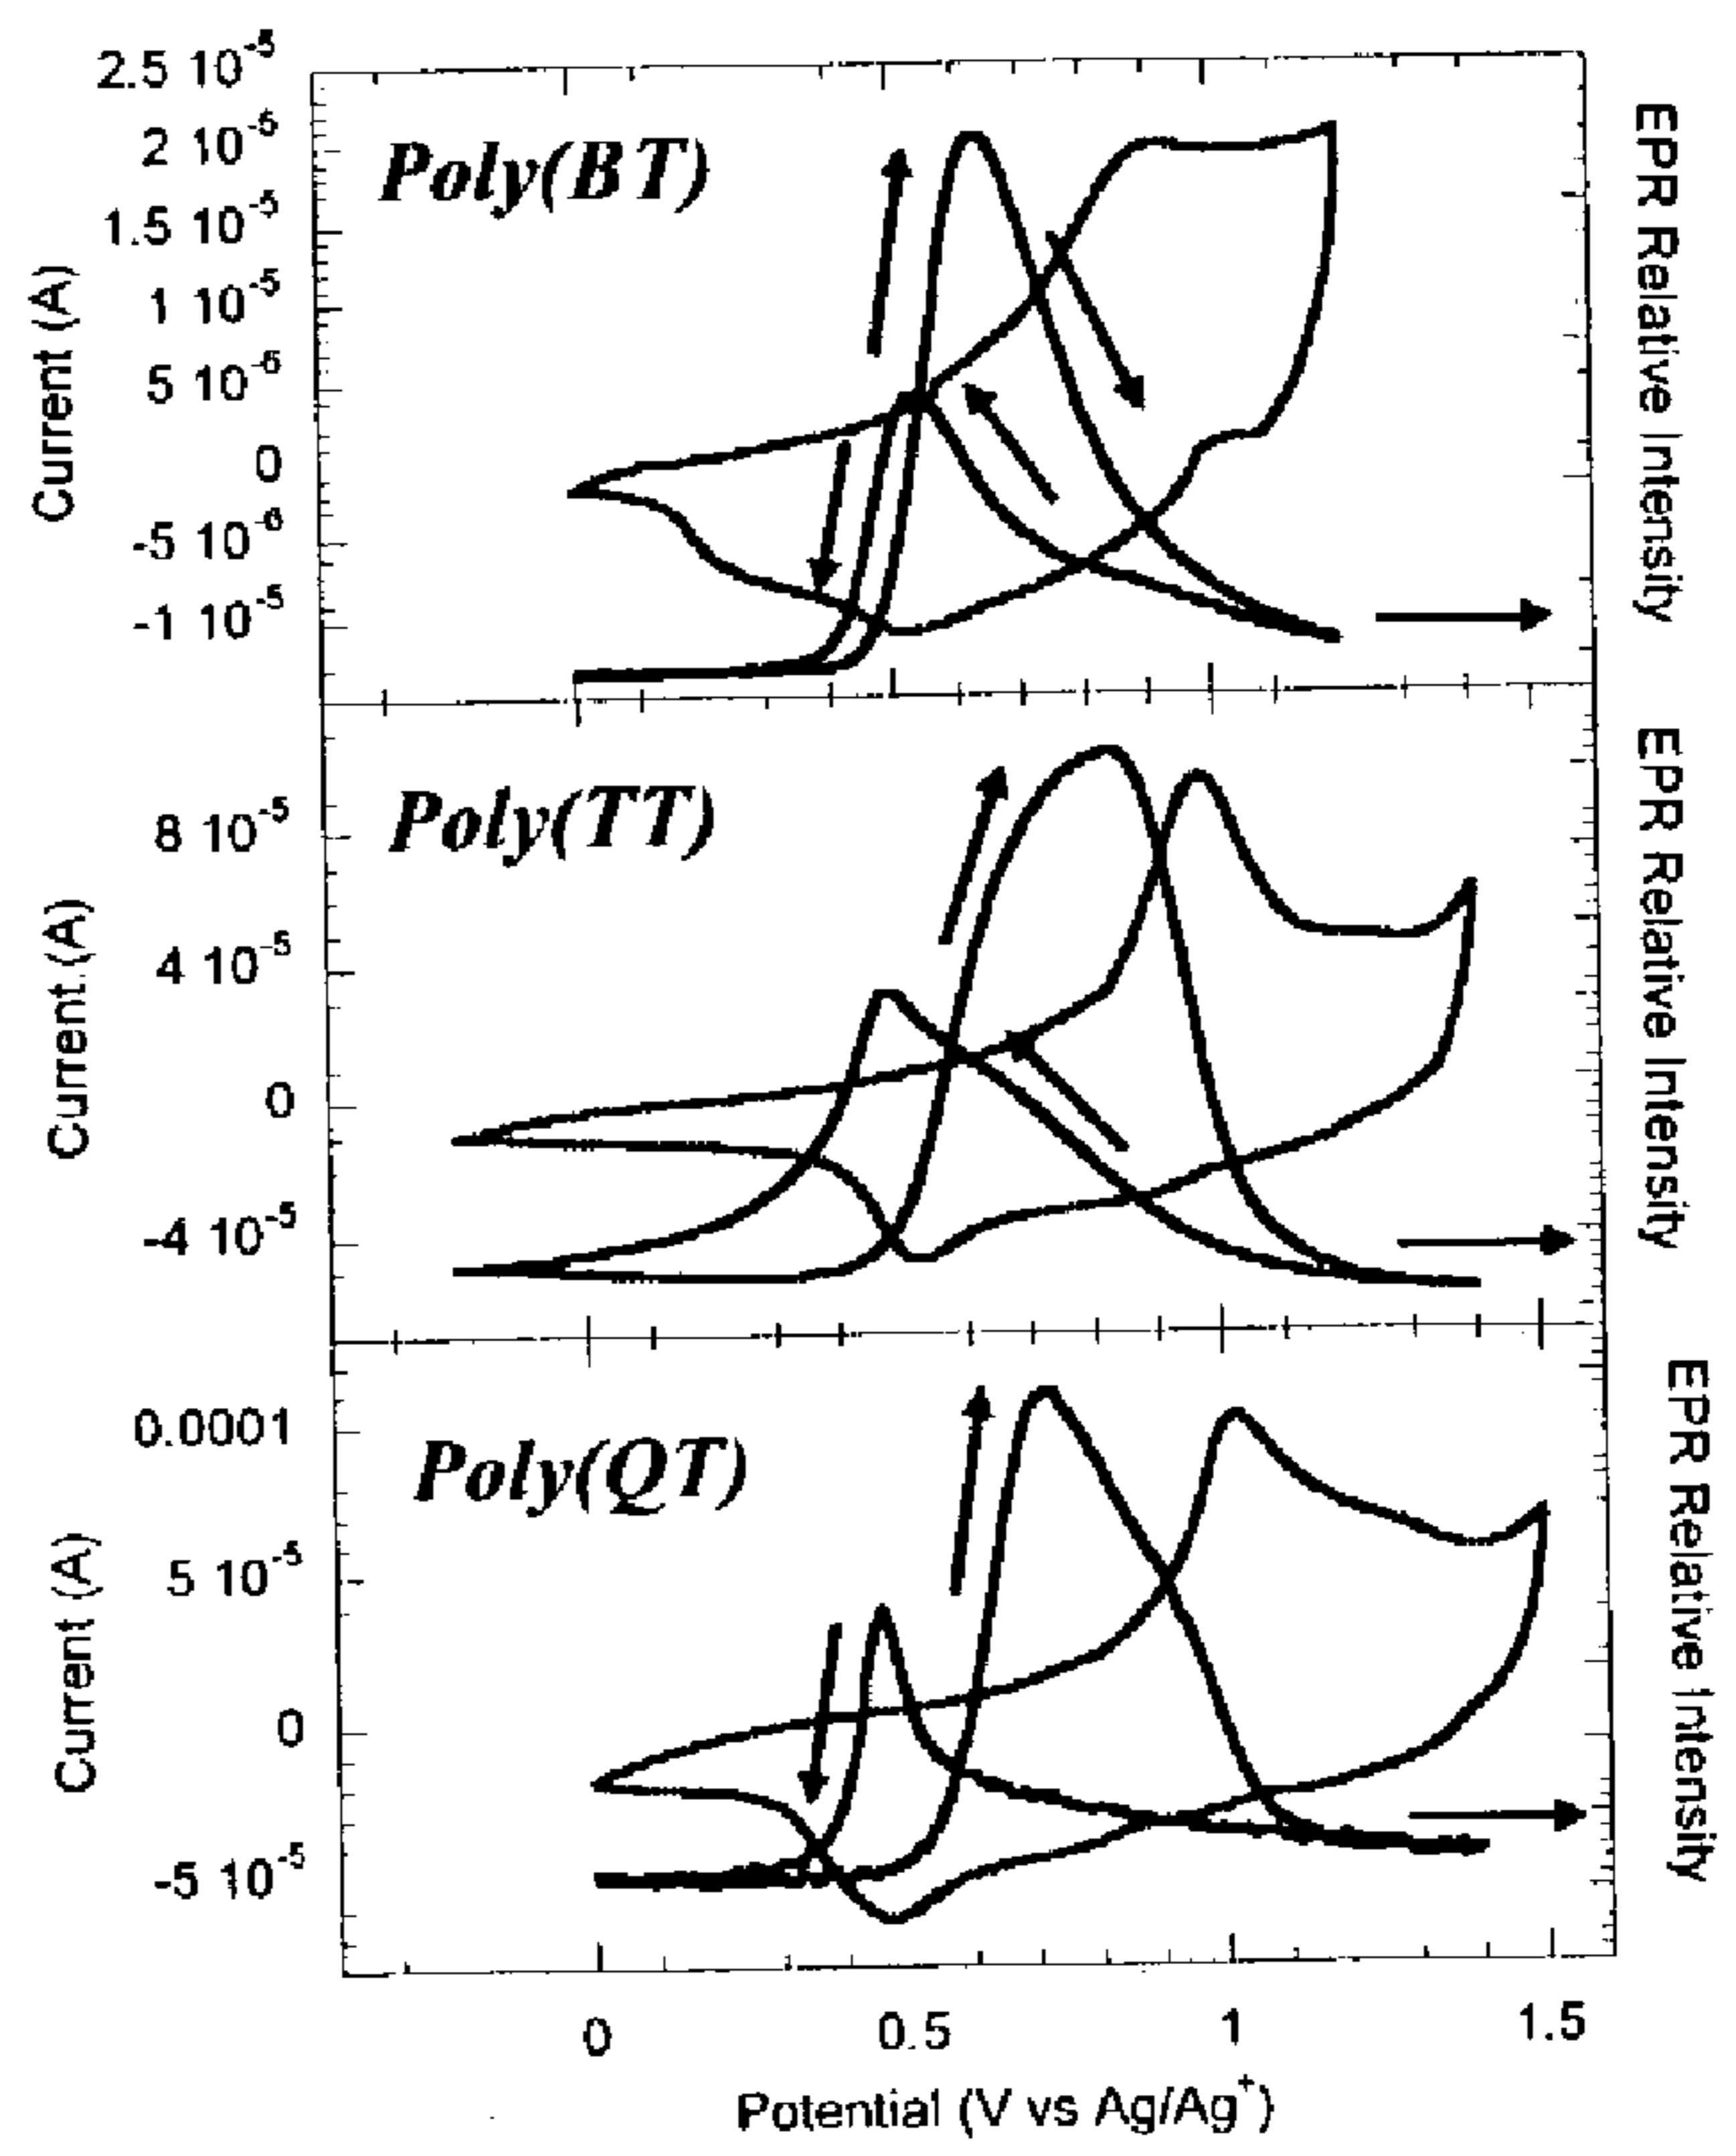 2.5 10^-5
2 10^-5
1.5 10^-5
1 10^-5
5 10^-6
0
-5 10^-6
-1 10^-5
Current (A)
Poly(BT)
EPR Relative Intensity
8 10^-5
4 10^-5
0
-4 10^-5
Current (A)
Poly(TT)
EPR Relative Intensity
0.0001
5 10^-5
0
-5 10^-5
Current (A)
Poly(QT)
EPR Relative Intensity
0 0.5 1 1.5
Potential (V vs Ag/Ag^+)